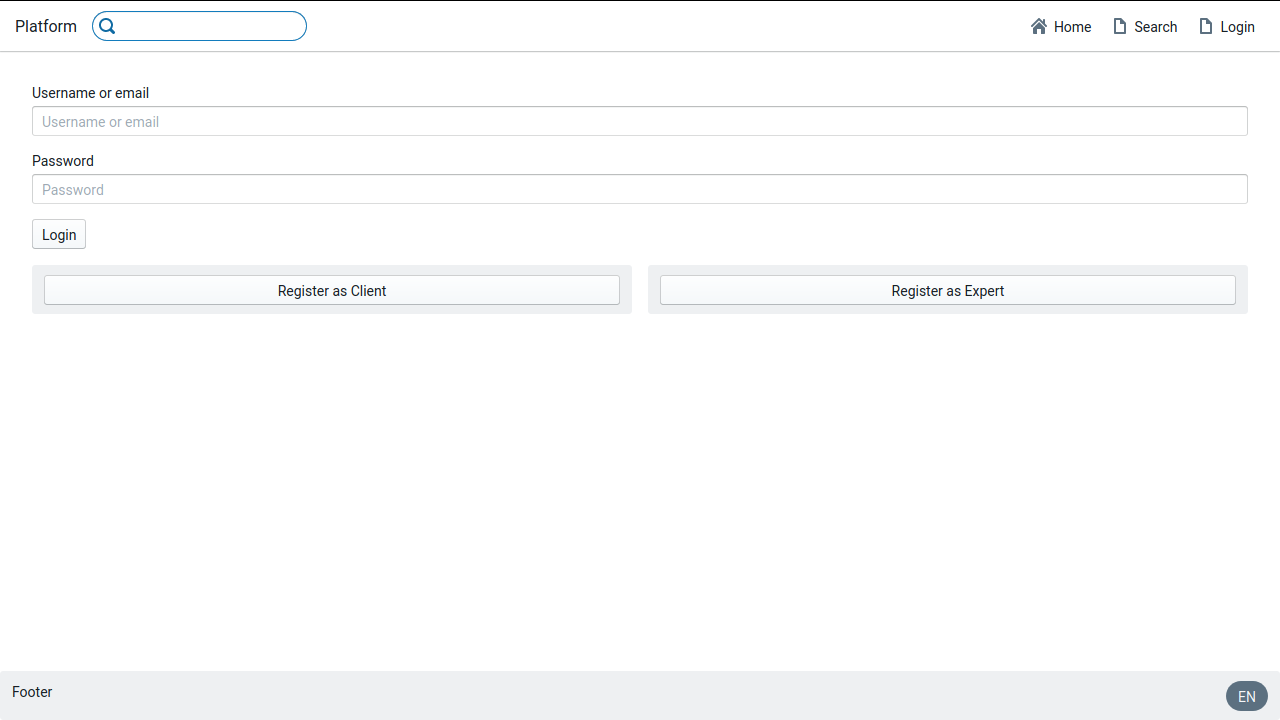 Platform
Home
Search
Login
Username or email
Username or email
Password
Password
Login
Register as Client
Register as Expert
Footer
EN